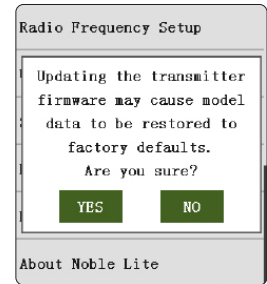 Radio Frequency Setup
Updating the transmitter
firmware may cause model
data to be restored to
factory defaults.
Are you sure?
YES NO
About Noble Lite